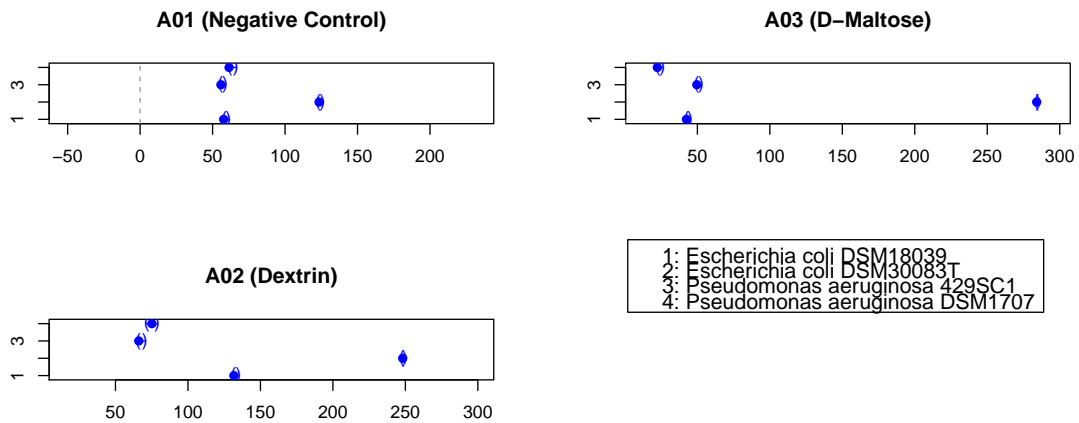 A01 (Negative Control)
3
1
−50 0 50 100 150 200
A03 (D−Maltose)
3
1
50 100 150 200 250 300
A02 (Dextrin)
3
1
50 100 150 200 250 300
1: Escherichia coli DSM18039
2: Escherichia coli DSM30083T
3: Pseudomonas aeruginosa 429SC1
4: Pseudomonas aeruginosa DSM1707